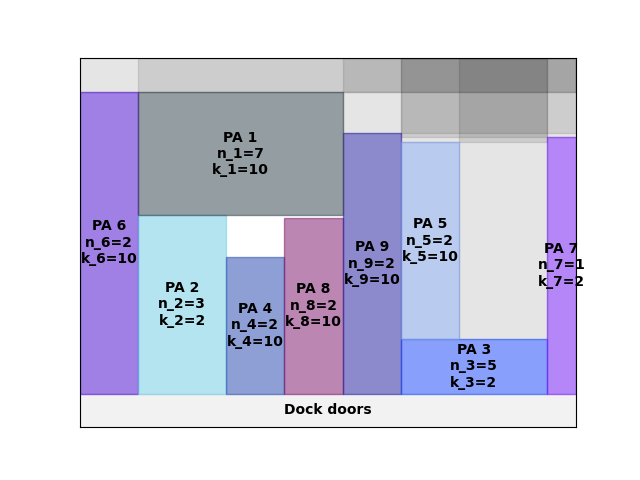 PA 1
n_1=7
k_1=10
PA 6
n_6=2
k_6=10
PA 2
n_2=3
k_2=2
PA 4
n_4=2
k_4=10
PA 8
n_8=2
k_8=10
PA 9
n_9=2
k_9=10
PA 5
n_5=2
k_5=10
PA 3
n_3=5
k_3=2
PA 7
n_7=1
k_7=2
Dock doors